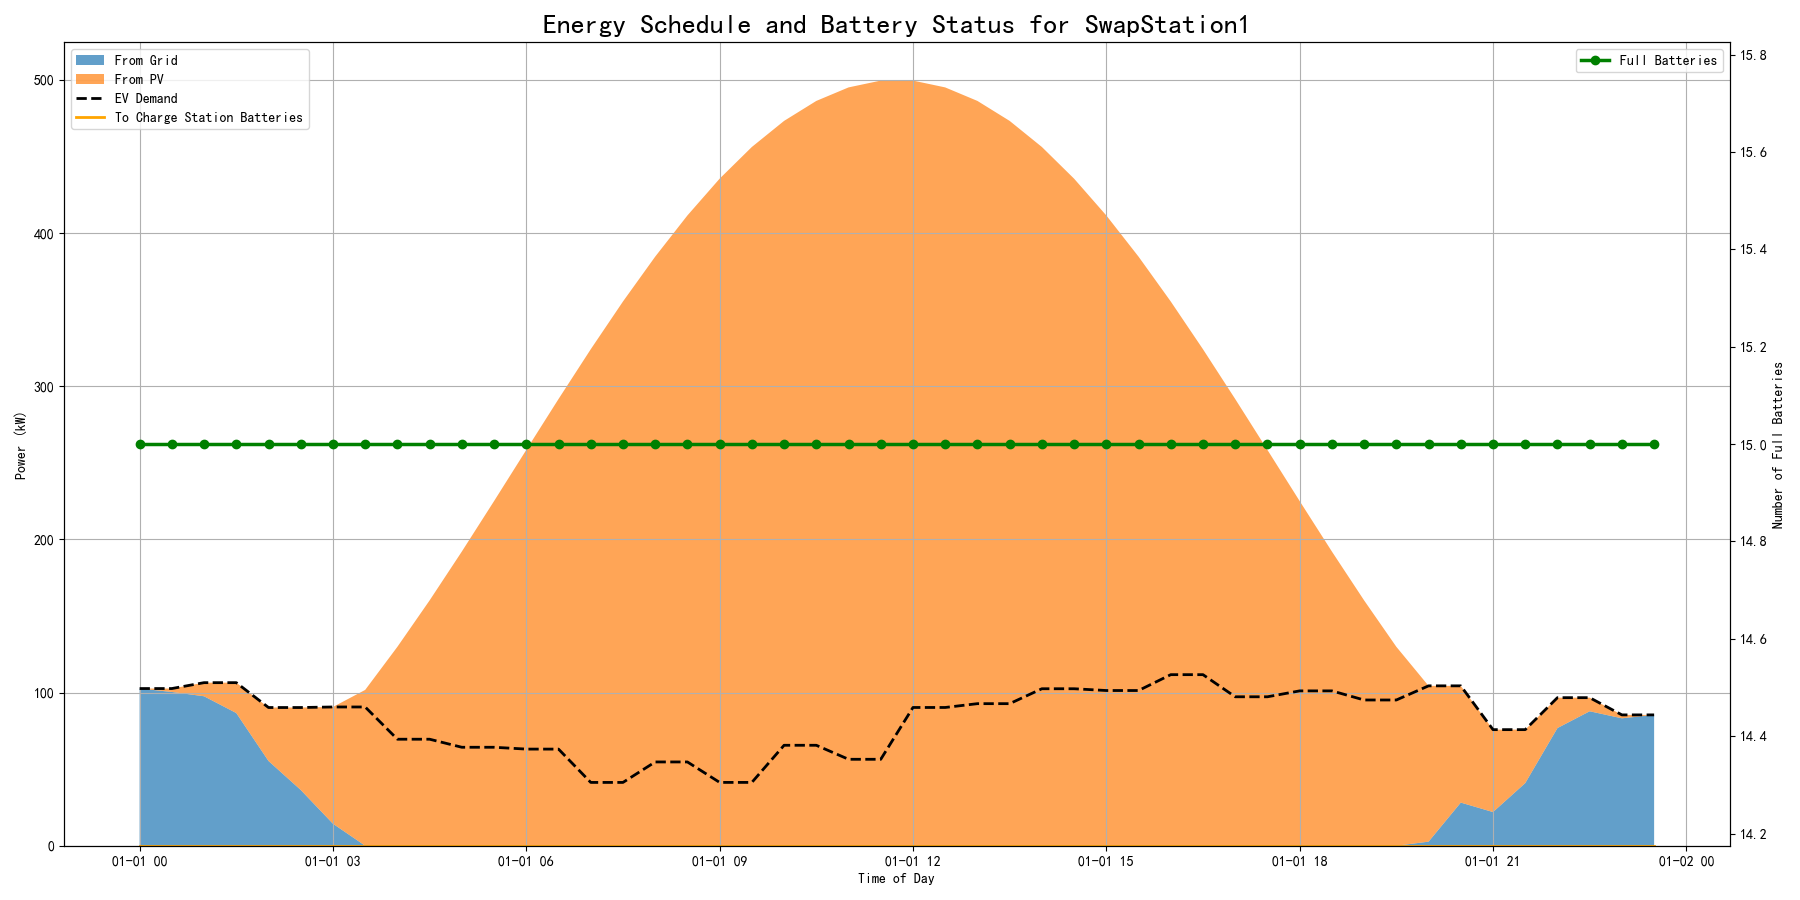 Energy Schedule and Battery Status for SwapStation1
From Grid
From PV
EV Demand
To Charge Station Batteries
Full Batteries
Power (kW)
500
400
300
200
100
0
15.8
15.6
15.4
15.2
15.0
14.8
14.6
14.4
14.2
Number of Full Batteries
01-01 00
01-01 03
01-01 06
01-01 09
01-01 12
01-01 15
01-01 18
01-01 21
01-02 00
Time of Day